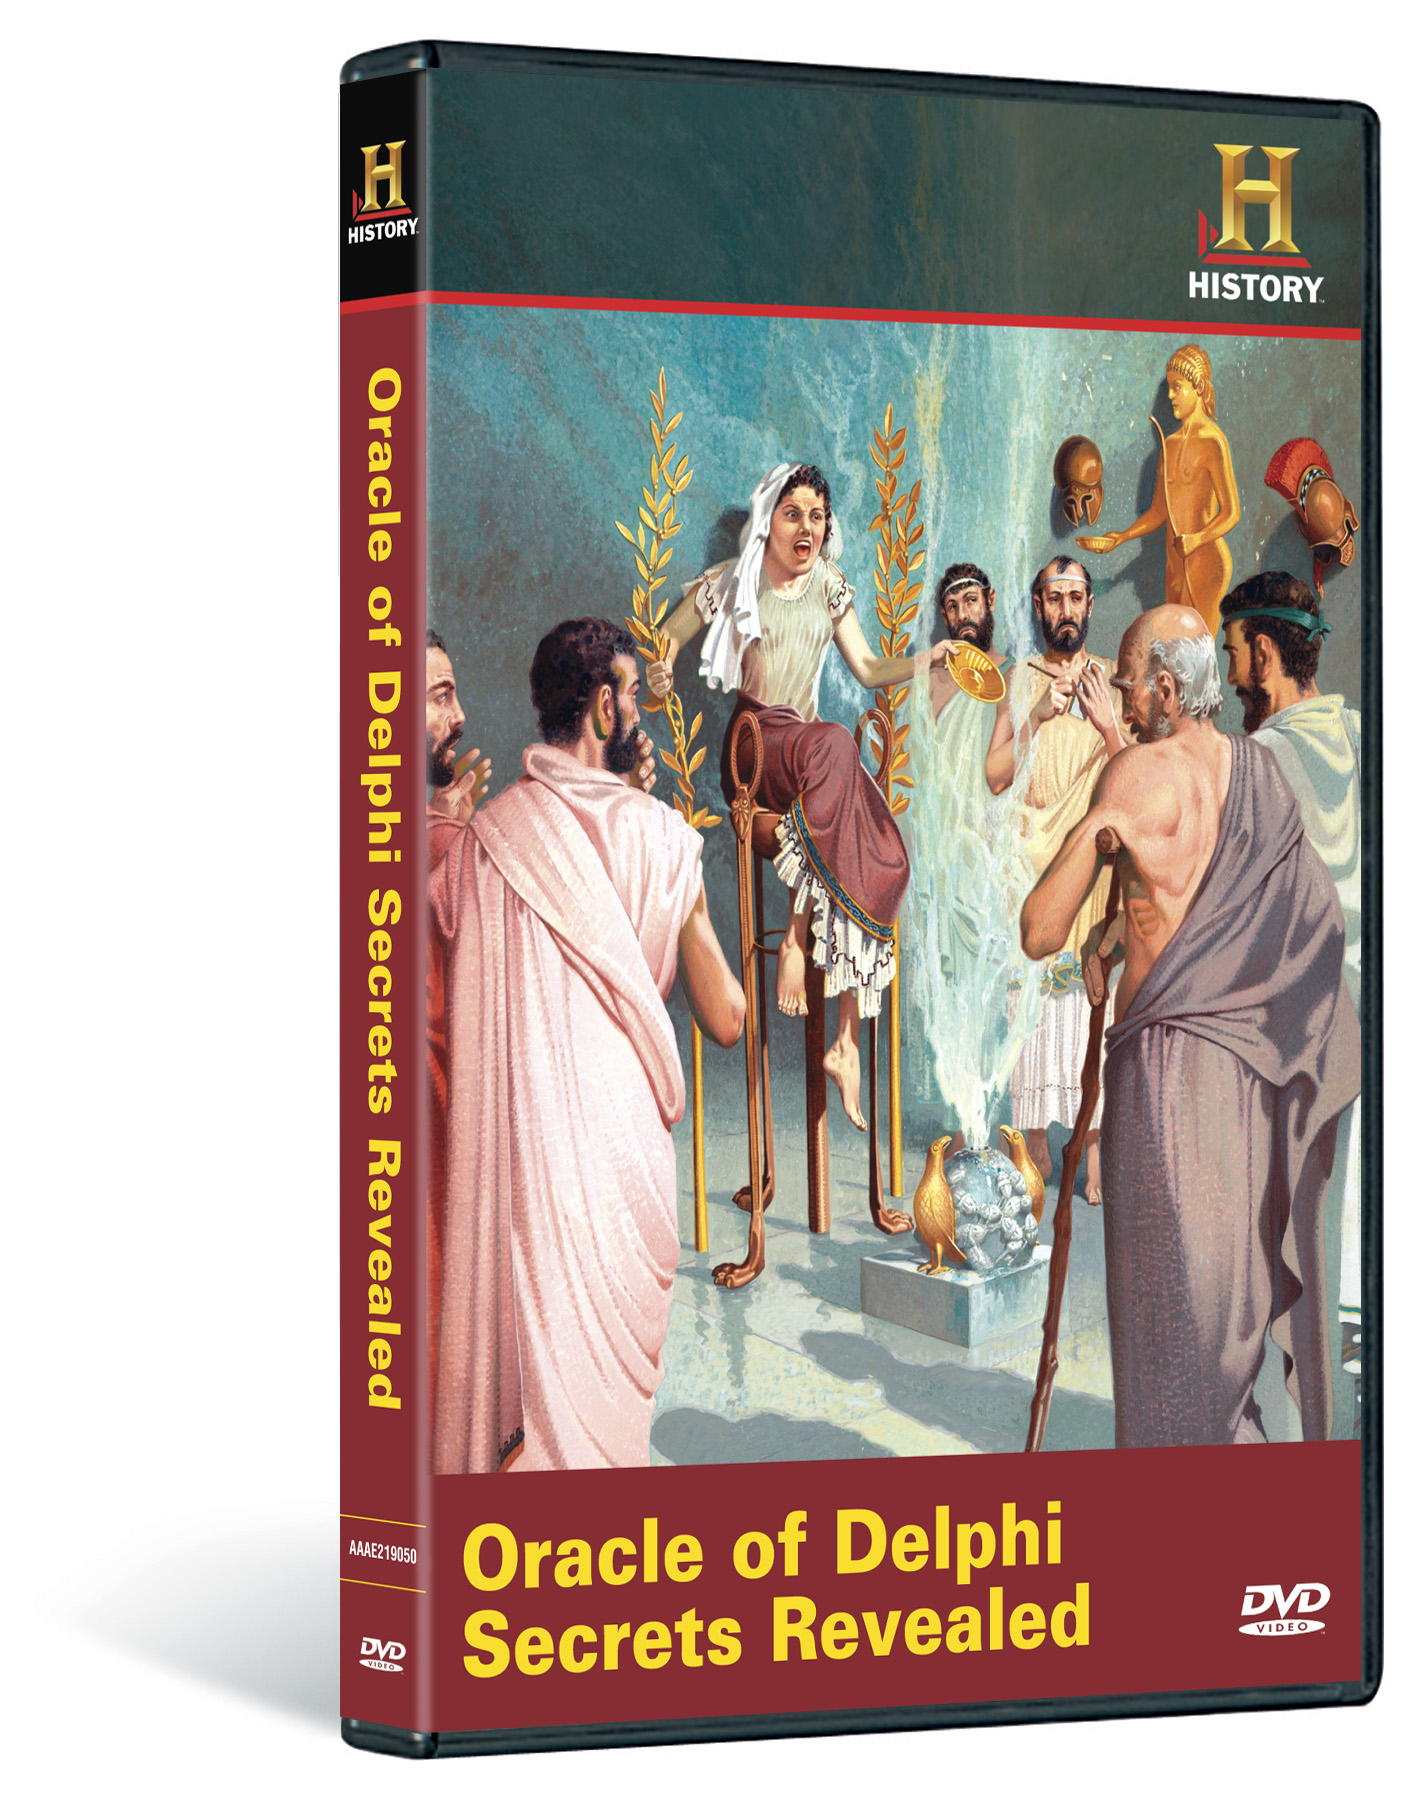 H
HISTORY
Oracle of Delphi Secrets Revealed
AAAE219050
DVD
VIDEO
H
HISTORY
Oracle of Delphi
Secrets Revealed
DVD
VIDEO